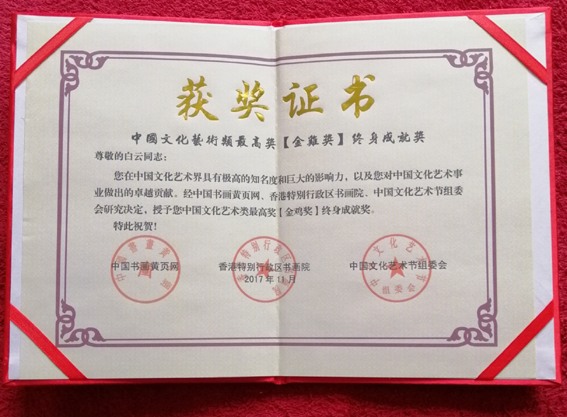 获奖证书
中國文化藝術類最高奖【金雞奖】终身成就奖
尊敬的白云同志：
您在中国文化艺术界具有极高的知名度和巨大的影响力，以及您对中国文化艺术事
业做出的卓越贡献。经中国书画黄页网、香港特别行政区书画院、中国文化艺术节组委
会研究决定，授予您中国文化艺术类最高奖【金鸡奖】终身成就奖。
特此祝贺！
中国书画黄页网 香港特别行政区书画院 中国文化艺术节组委会
2017年11月
组委会